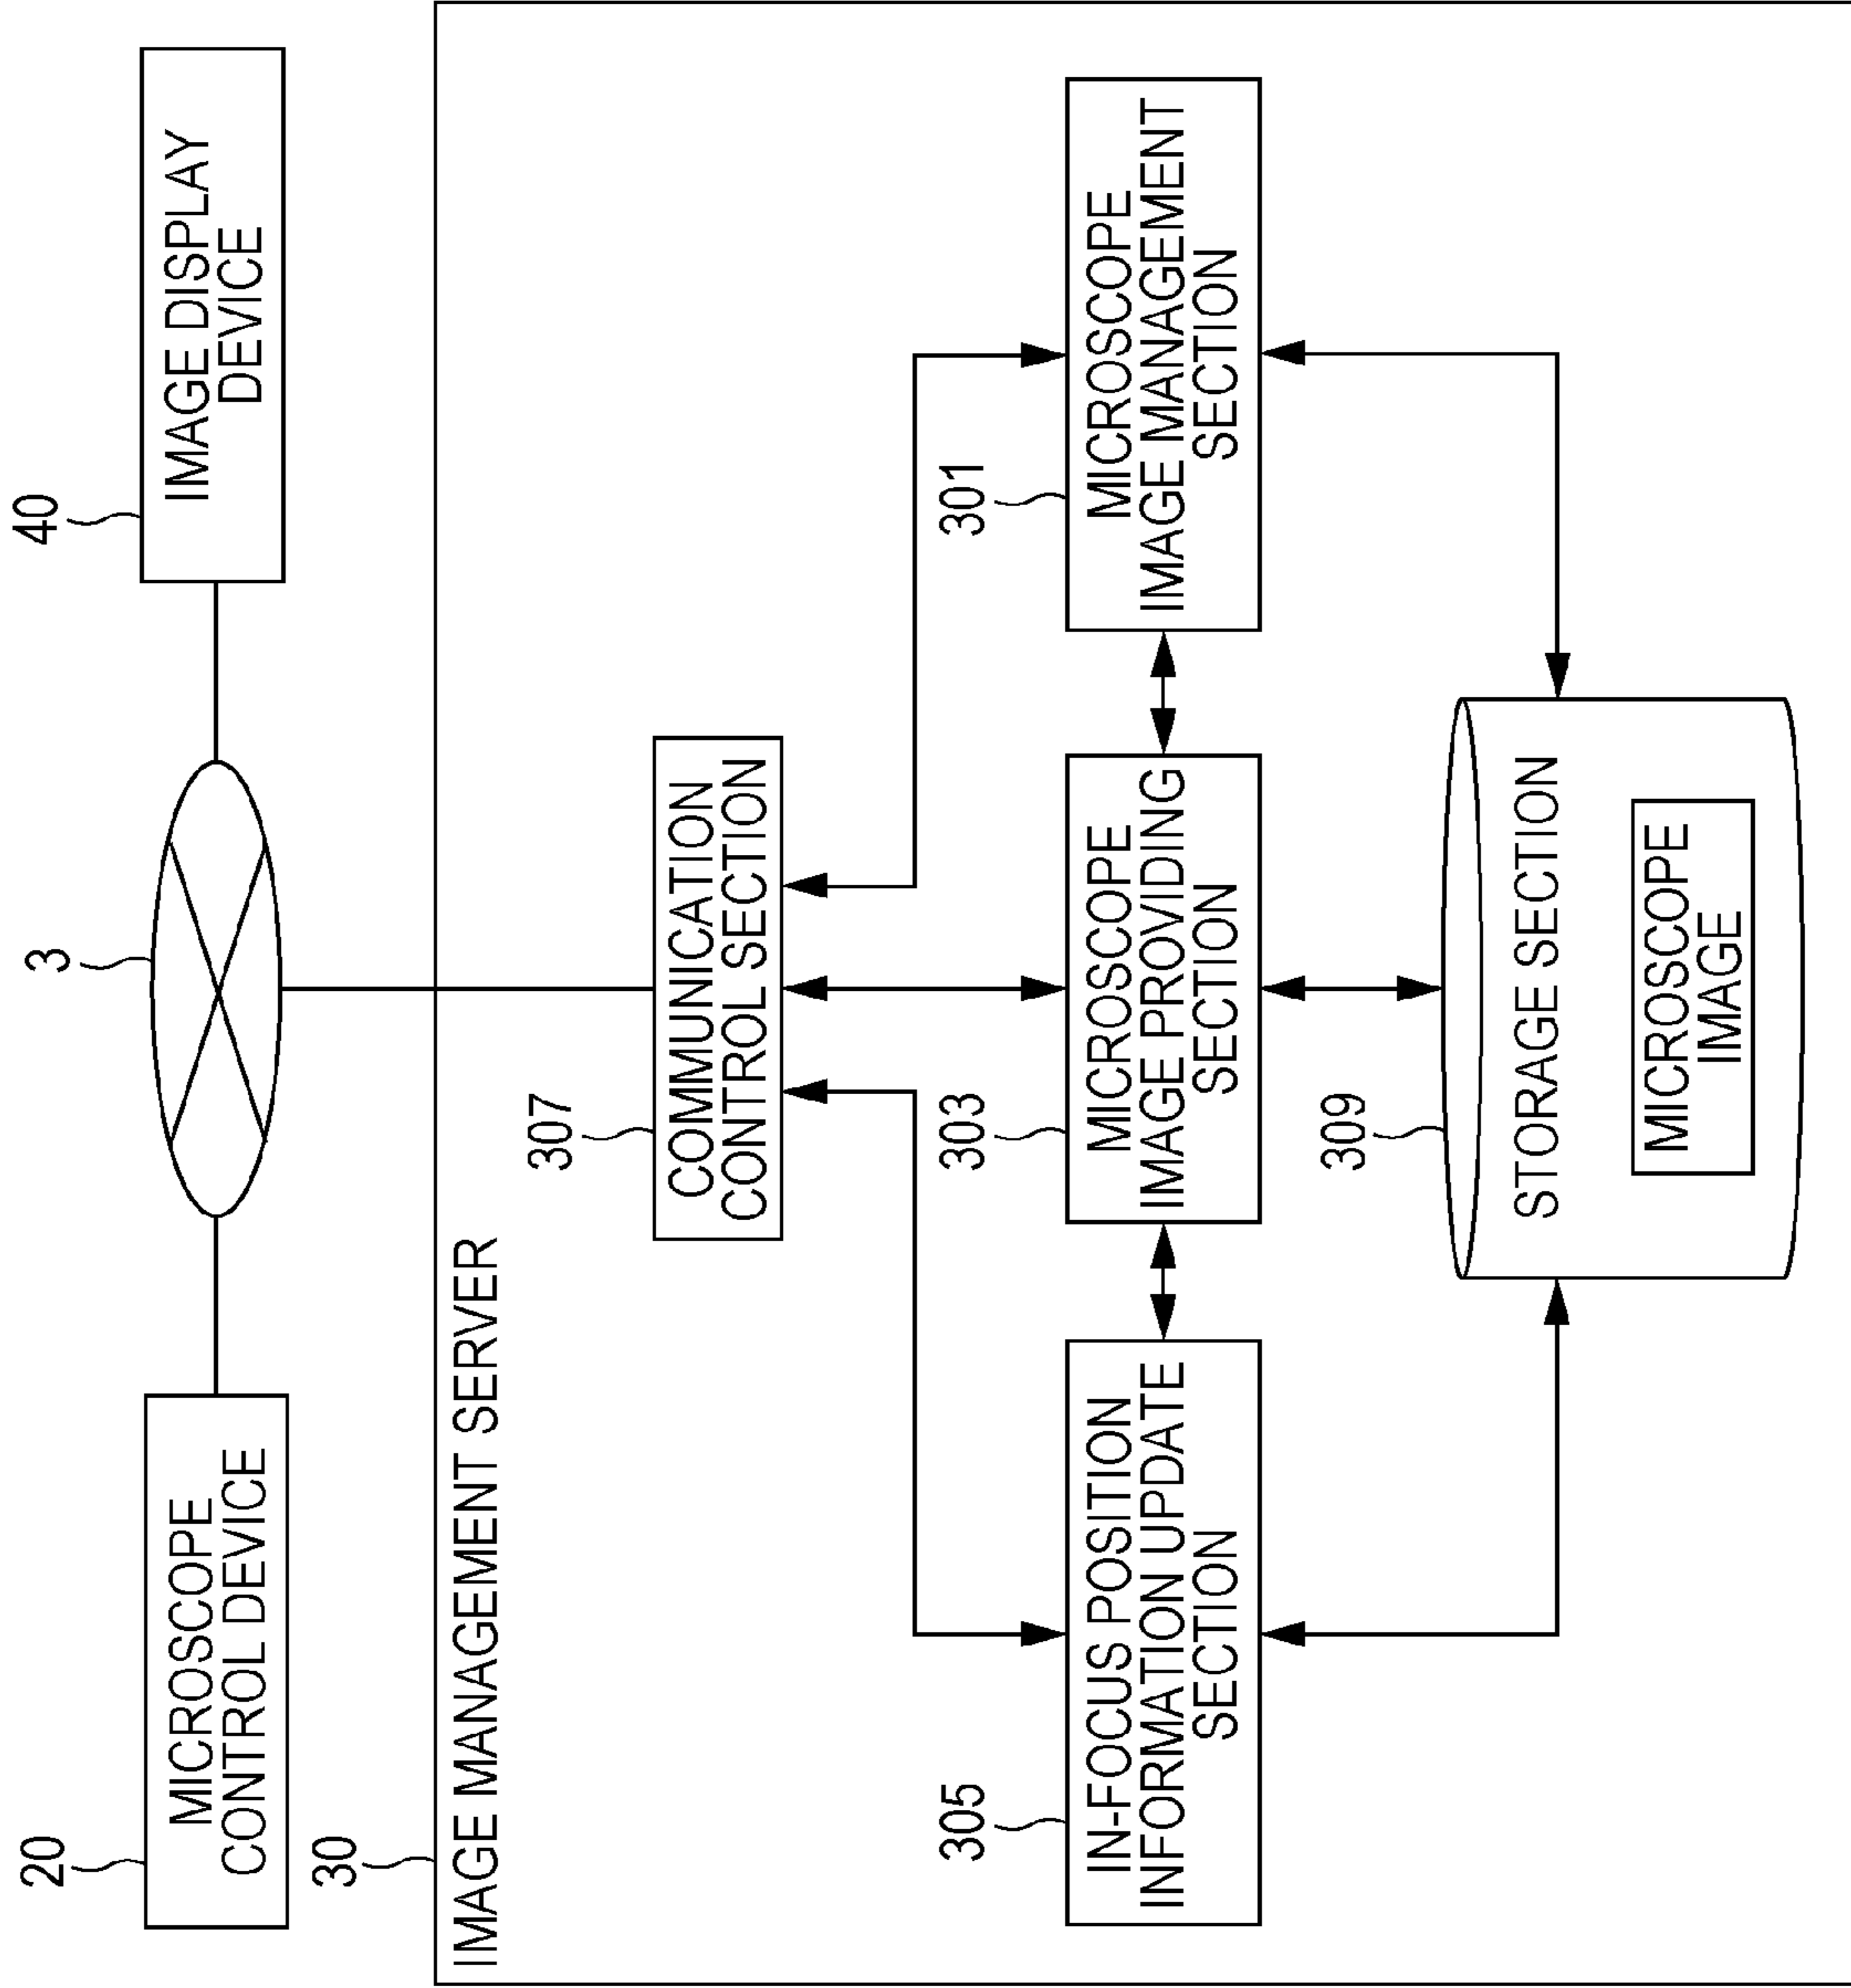 20
MICROSCOPE
CONTROL DEVICE
3
40
IMAGE DISPLAY
DEVICE
30
IMAGE MANAGEMENT SERVER
307
COMMUNICATION
CONTROL SECTION
305
IN-FOCUS POSITION
INFORMATION UPDATE
SECTION
303
MICROSCOPE
IMAGE PROVIDING
SECTION
301
MICROSCOPE
IMAGE MANAGEMENT
SECTION
309
STORAGE SECTION
MICROSCOPE
IMAGE